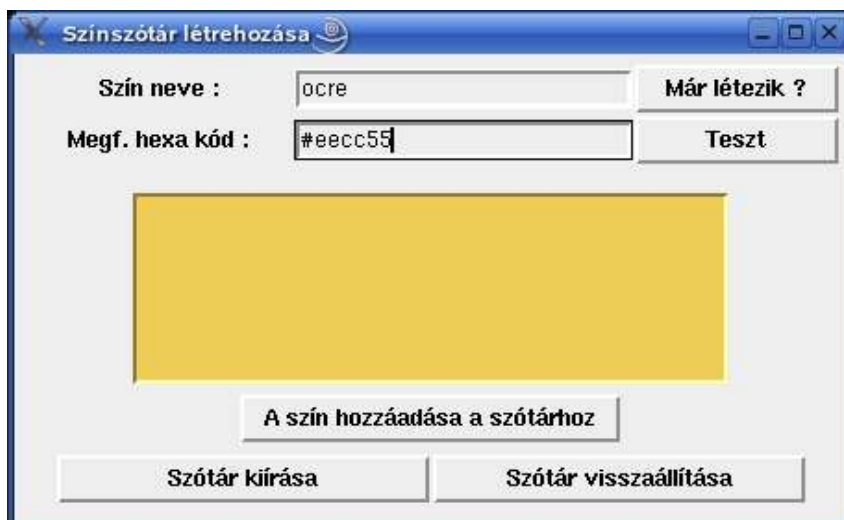 Színszótár létrehozása
Szín neve : ocre Már létezik ?
Megf. hexa kód : #eecc55 Teszt
A szín hozzáadása a szótárhoz
Szótár kiírása Szótár visszaállítása